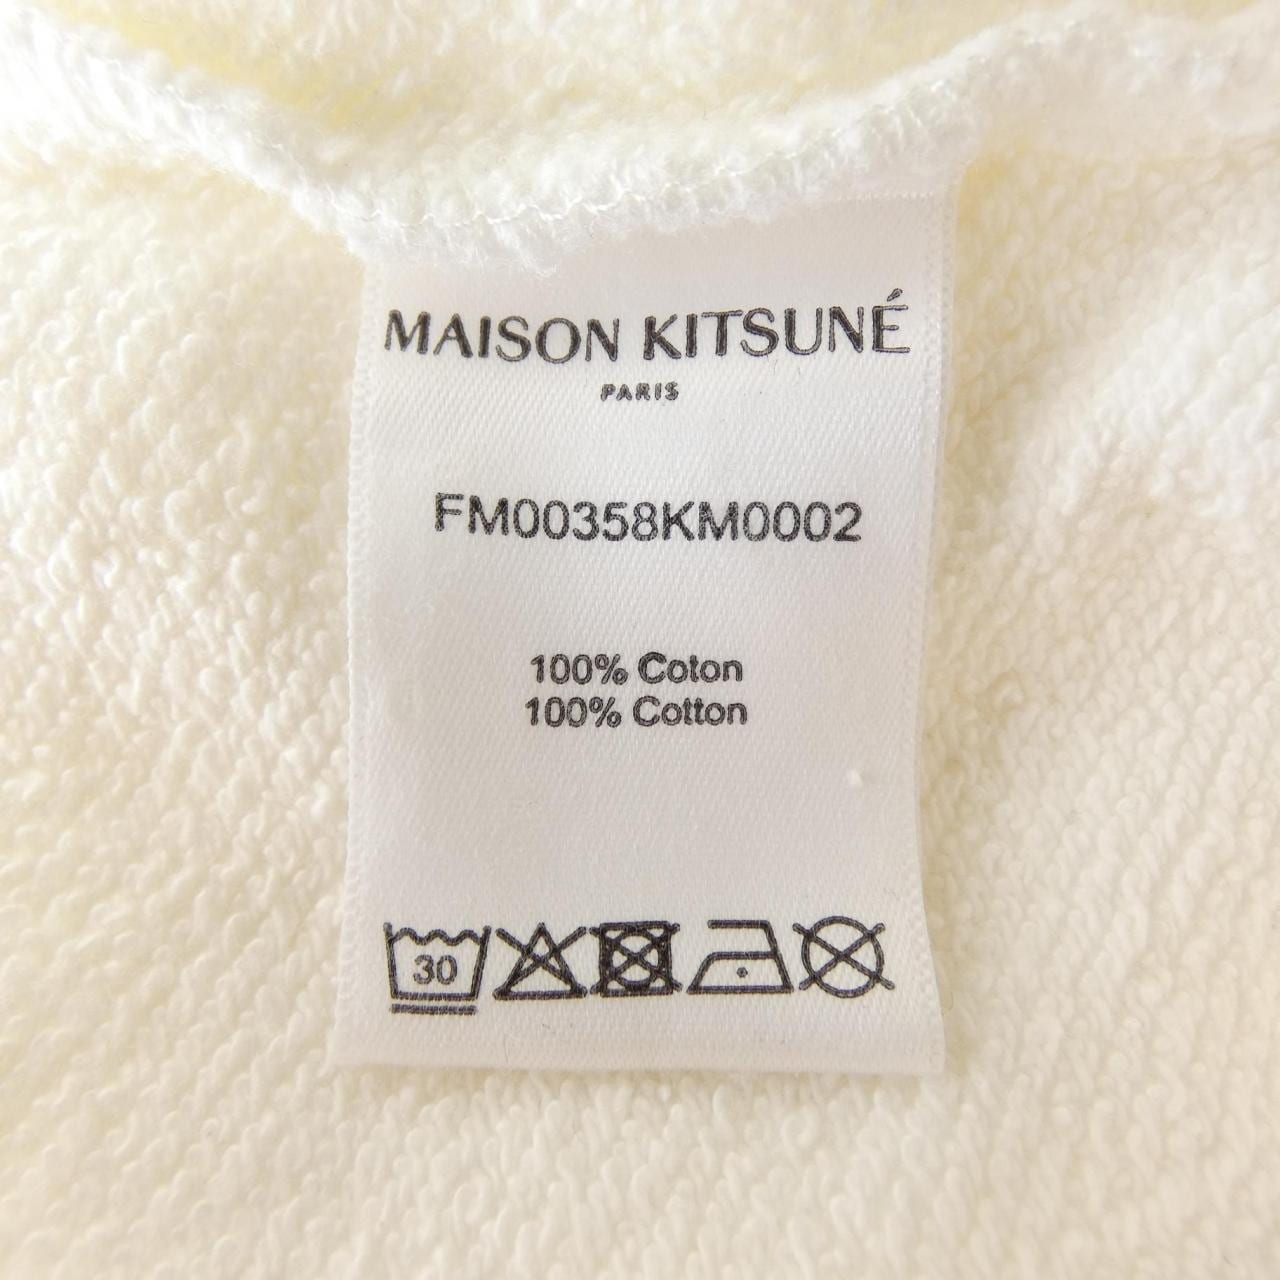 MAISON KITSUNÉ
PARIS
FM00358KM0002
100% Coton
100% Cotton
30